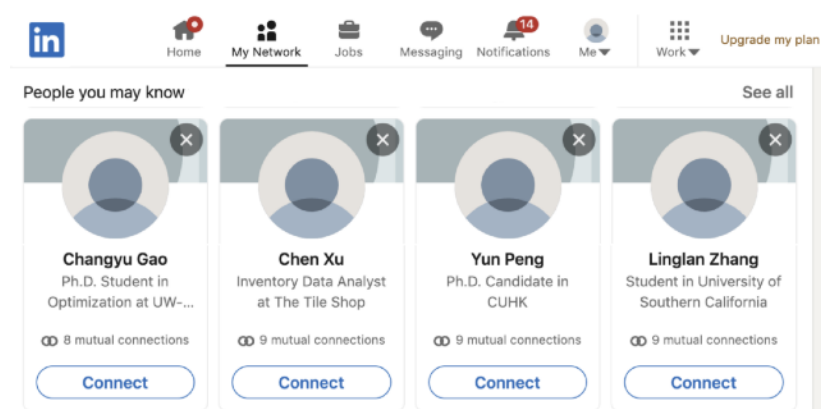 in
Home
My Network
Jobs
Messaging
14
Notifications
Me
Work
Upgrade my plan
People you may know
See all
Changyu Gao
Ph.D. Student in
Optimization at UW-...
8 mutual connections
Connect
Chen Xu
Inventory Data Analyst
at The Tile Shop
9 mutual connections
Connect
Yun Peng
Ph.D. Candidate in
CUHK
9 mutual connections
Connect
Linglan Zhang
Student in University of
Southern California
9 mutual connections
Connect